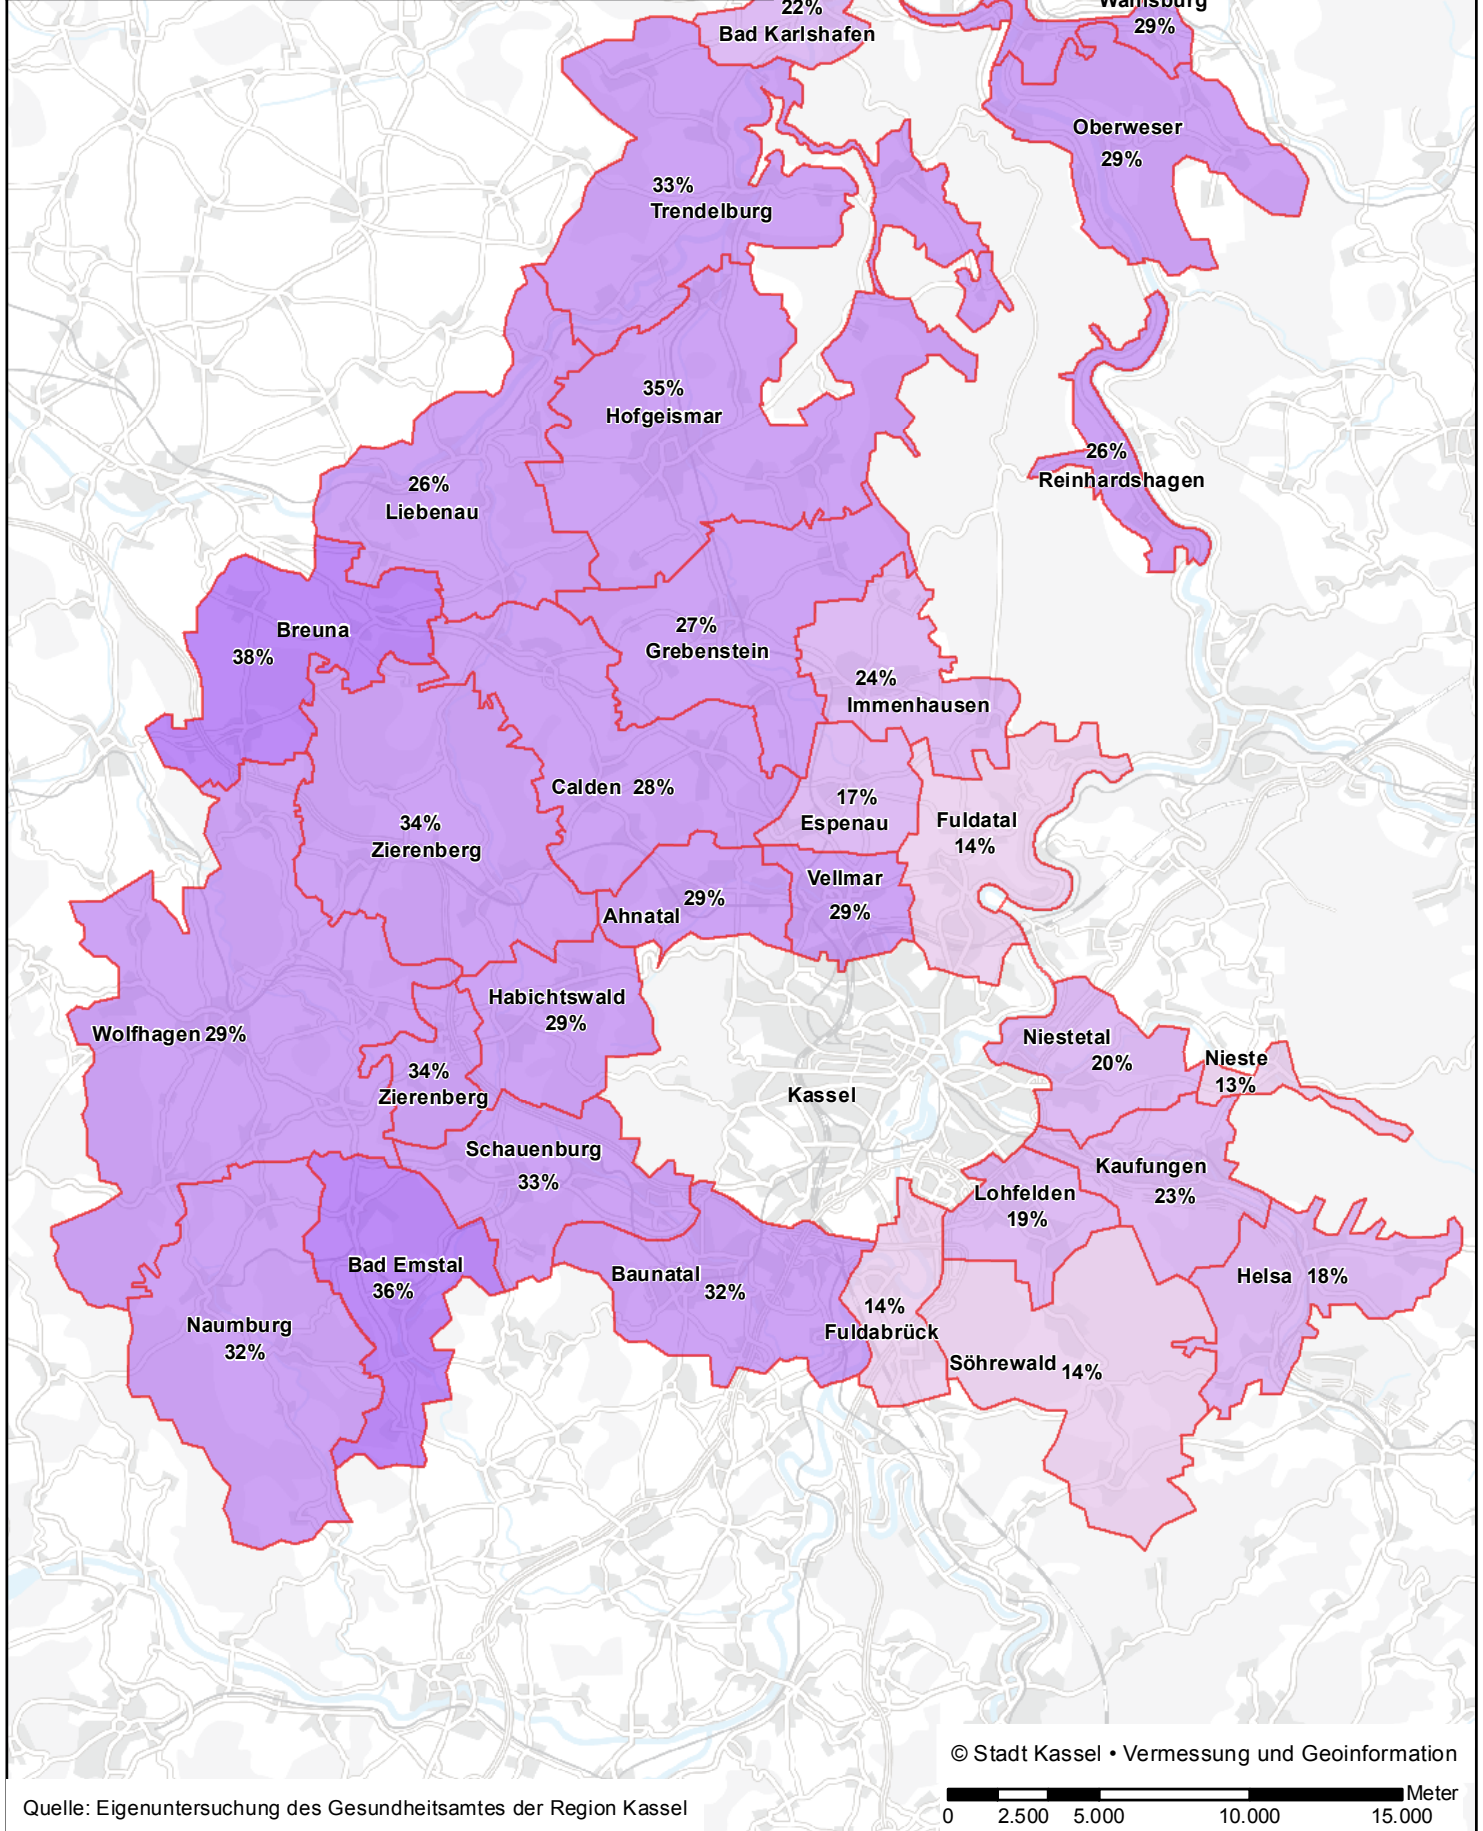 22%
Bad Karlshafen
29%
Oberweser
29%
33%
Trendelburg
35%
Hofgeismar
26%
Reinhardshagen
26%
Liebenau
Breuna
38%
27%
Grebenstein
24%
Immenhausen
Calden 28%
17%
Espenau
Fuldatal
14%
34%
Zierenberg
Vellmar
29%
29%
Ahnatal
Habichtswald
29%
Wolfhagen 29%
Niestetal
20%
Nieste
13%
34%
Zierenberg
Kassel
Schauenburg
33%
Kaufungen
23%
Lohfelden
19%
Bad Emstal
36%
Baunatal
32%
Helsa 18%
14%
Fuldabrück
Naumburg
32%
Söhrewald 14%
© Stadt Kassel • Vermessung und Geoinformation
Meter
0 2.500 5.000 10.000 15.000
Quelle: Eigenuntersuchung des Gesundheitsamtes der Region Kassel